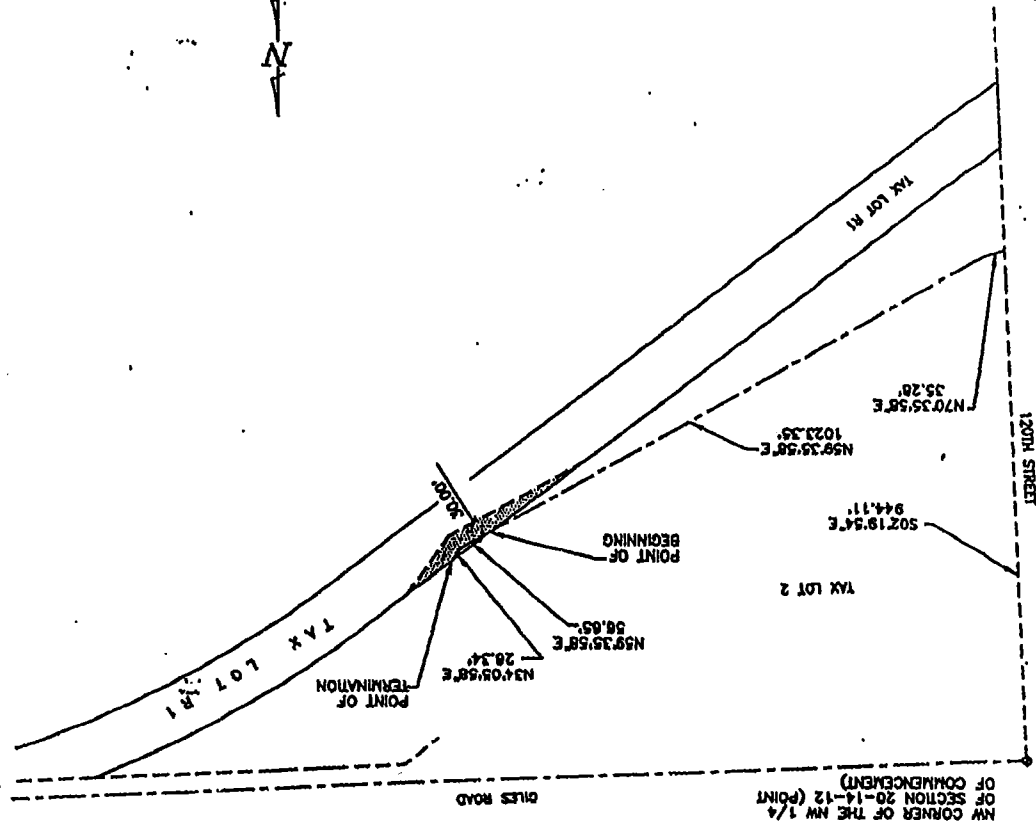 NW CORNER OF THE NW 1/4
OF SECTION 20-14-12 (POINT
OF COMMENCEMENT)
GILES ROAD
120TH STREET
S02°19'54"E
944.11'
TAX LOT 2
N70°35'58"E
35.28'
N59°35'58"E
1023.35'
POINT OF
TERMINATION
N34°05'58"E
28.34'
N59°35'58"E
56.65'
POINT OF
BEGINNING
30.00'
TAX LOT R1
TAX LOT R1
N